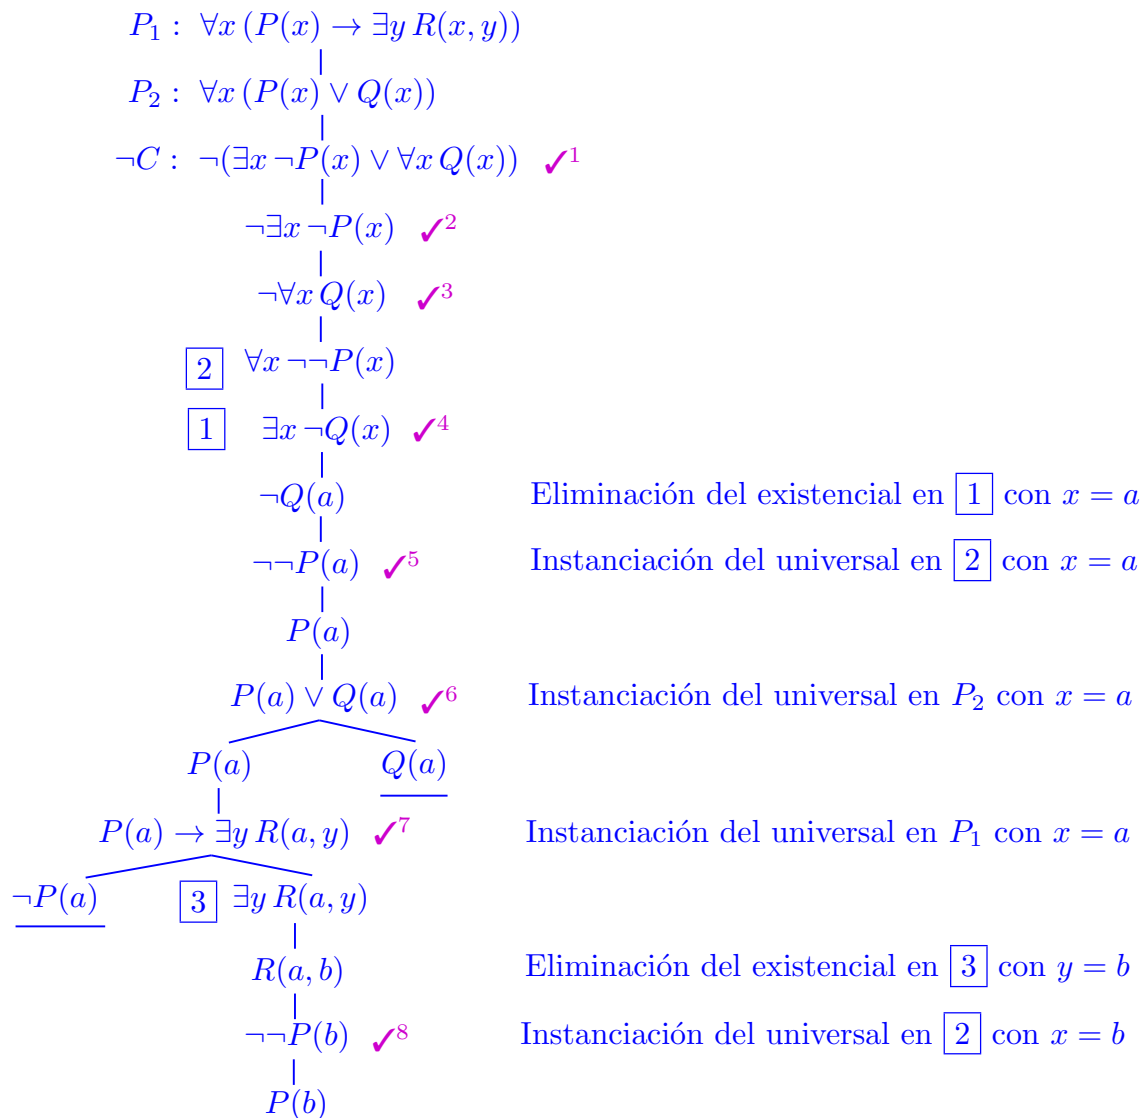 P₁ : ∀x (P(x) → ∃y R(x, y))
P₂ : ∀x (P(x) ∨ Q(x))
¬C : ¬(∃x ¬P(x) ∨ ∀x Q(x)) ✓¹
¬∃x ¬P(x) ✓²
¬∀x Q(x) ✓³
2 ∀x ¬¬P(x)
1 ∃x ¬Q(x) ✓⁴
¬Q(a) Eliminación del existencial en 1 con x = a
¬¬P(a) ✓⁵ Instanciación del universal en 2 con x = a
P(a)
P(a) ∨ Q(a) ✓⁶ Instanciación del universal en P₂ con x = a
P(a) Q(a)
P(a) → ∃y R(a, y) ✓⁷ Instanciación del universal en P₁ con x = a
¬P(a) 3 ∃y R(a, y)
R(a, b) Eliminación del existencial en 3 con y = b
¬¬P(b) ✓⁸ Instanciación del universal en 2 con x = b
P(b)